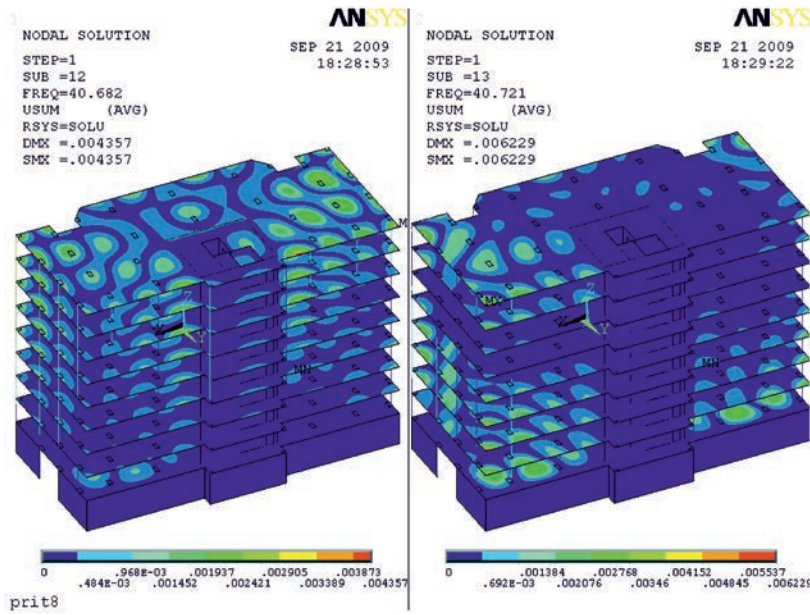 1
ANSYS
NODAL SOLUTION
SEP 21 2009
18:28:53
STEP=1
SUB =12
FREQ=40.682
USUM (AVG)
RSYS=SOLU
DMX =.004357
SMX =.004357
M
Z
X
Y
MN
0 .968E-03 .001937 .002905 .003873
.484E-03 .001452 .002421 .003389 .004357
prit8
2
ANSYS
NODAL SOLUTION
SEP 21 2009
18:29:22
STEP=1
SUB =13
FREQ=40.721
USUM (AVG)
RSYS=SOLU
DMX =.006229
SMX =.006229
MX
Z
X
Y
MN
0 .001384 .002768 .004152 .005537
.692E-03 .002076 .00346 .004845 .006229